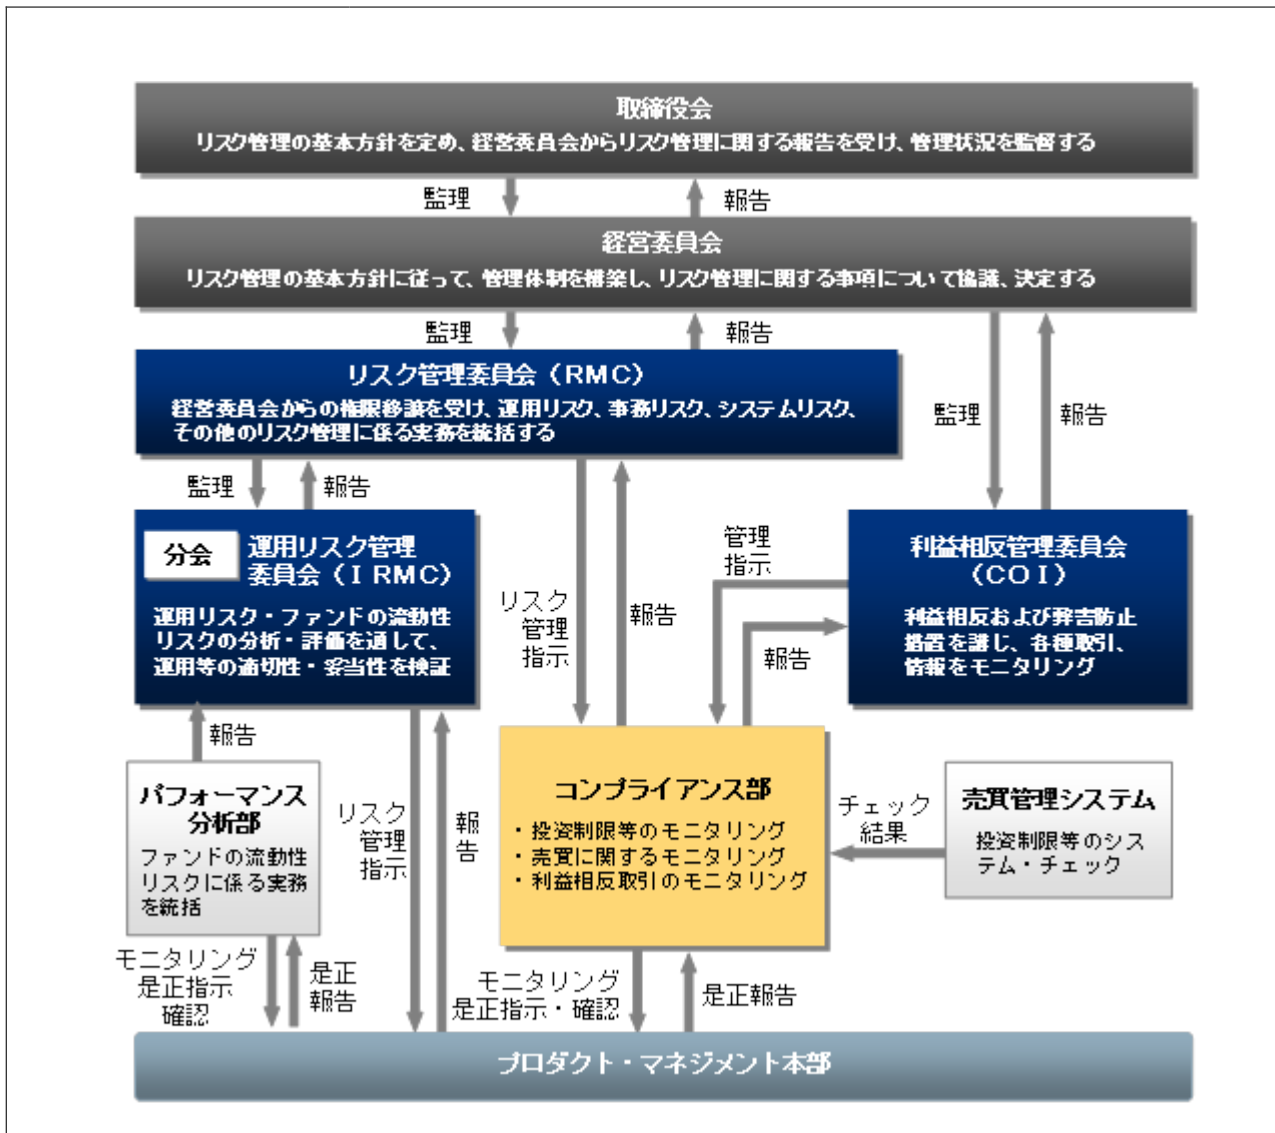 取締役会
リスク管理の基本方針を定め、経営委員会からリスク管理に関する報告を受け、管理状況を監督する
監理
報告
経営委員会
リスク管理の基本方針に従って、管理体制を構築し、リスク管理に関する事項について協議、決定する
監理
報告
リスク管理委員会（ＲＭＣ）
経営委員会からの権限移譲を受け、運用リスク、事務リスク、システムリスク、
その他のリスク管理に係る実務を統括する
監理
報告
監理
報告
分会
運用リスク管理
委員会（ＩＲＭＣ）
運用リスク・ファンドの流動性
リスクの分析・評価を通して、
運用等の適切性・妥当性を検証
リスク
管理
指示
報告
管理
指示
報告
利益相反管理委員会
（ＣＯＩ）
利益相反および弊害防止
措置を講じ、各種取引、
情報をモニタリング
報告
パフォーマンス
分析部
ファンドの流動性
リスクに係る実務
を統括
リスク
管理
指示
報
告
コンプライアンス部
・投資制限等のモニタリング
・売買に関するモニタリング
・利益相反取引のモニタリング
チェック
結果
売買管理システム
投資制限等のシス
テム・チェック
モニタリング
是正指示
確認
是正
報告
モニタリング
是正指示・確認
是正報告
プロダクト・マネジメント本部